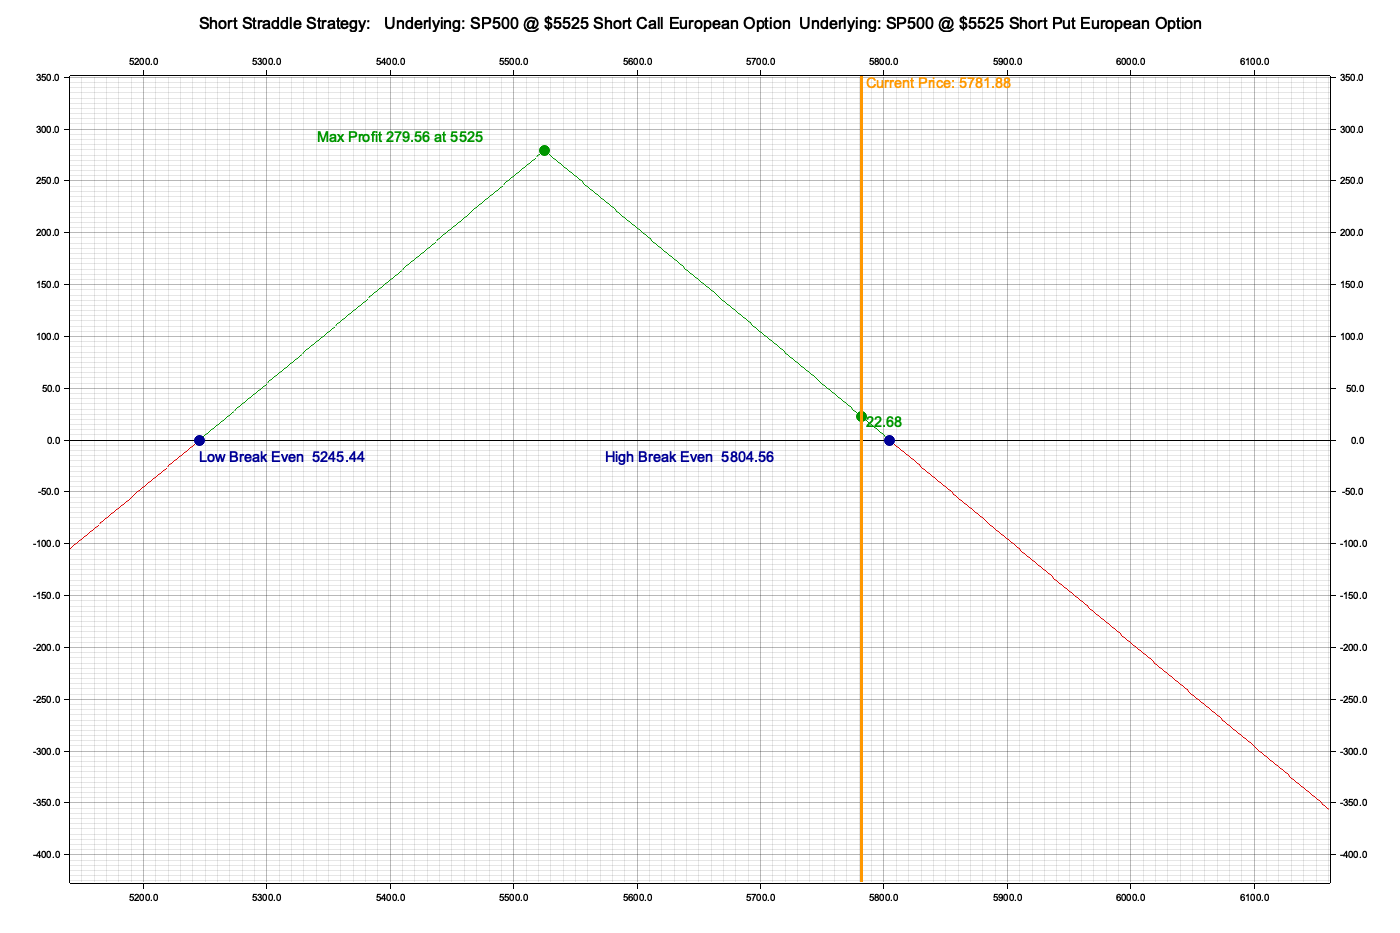 Short Straddle Strategy:   Underlying: SP500 @ $5525 Short Call European Option  Underlying: SP500 @ $5525 Short Put European Option
5200.0 5300.0 5400.0 5500.0 5600.0 5700.0 5800.0 5900.0 6000.0 6100.0
350.0 350.0
Current Price: 5781.88
300.0 300.0
Max Profit 279.56 at 5525
250.0 250.0
200.0 200.0
150.0 150.0
100.0 100.0
50.0 50.0
22.68
0.0 0.0
Low Break Even  5245.44
High Break Even  5804.56
-50.0 -50.0
-100.0 -100.0
-150.0 -150.0
-200.0 -200.0
-250.0 -250.0
-300.0 -300.0
-350.0 -350.0
-400.0 -400.0
5200.0 5300.0 5400.0 5500.0 5600.0 5700.0 5800.0 5900.0 6000.0 6100.0